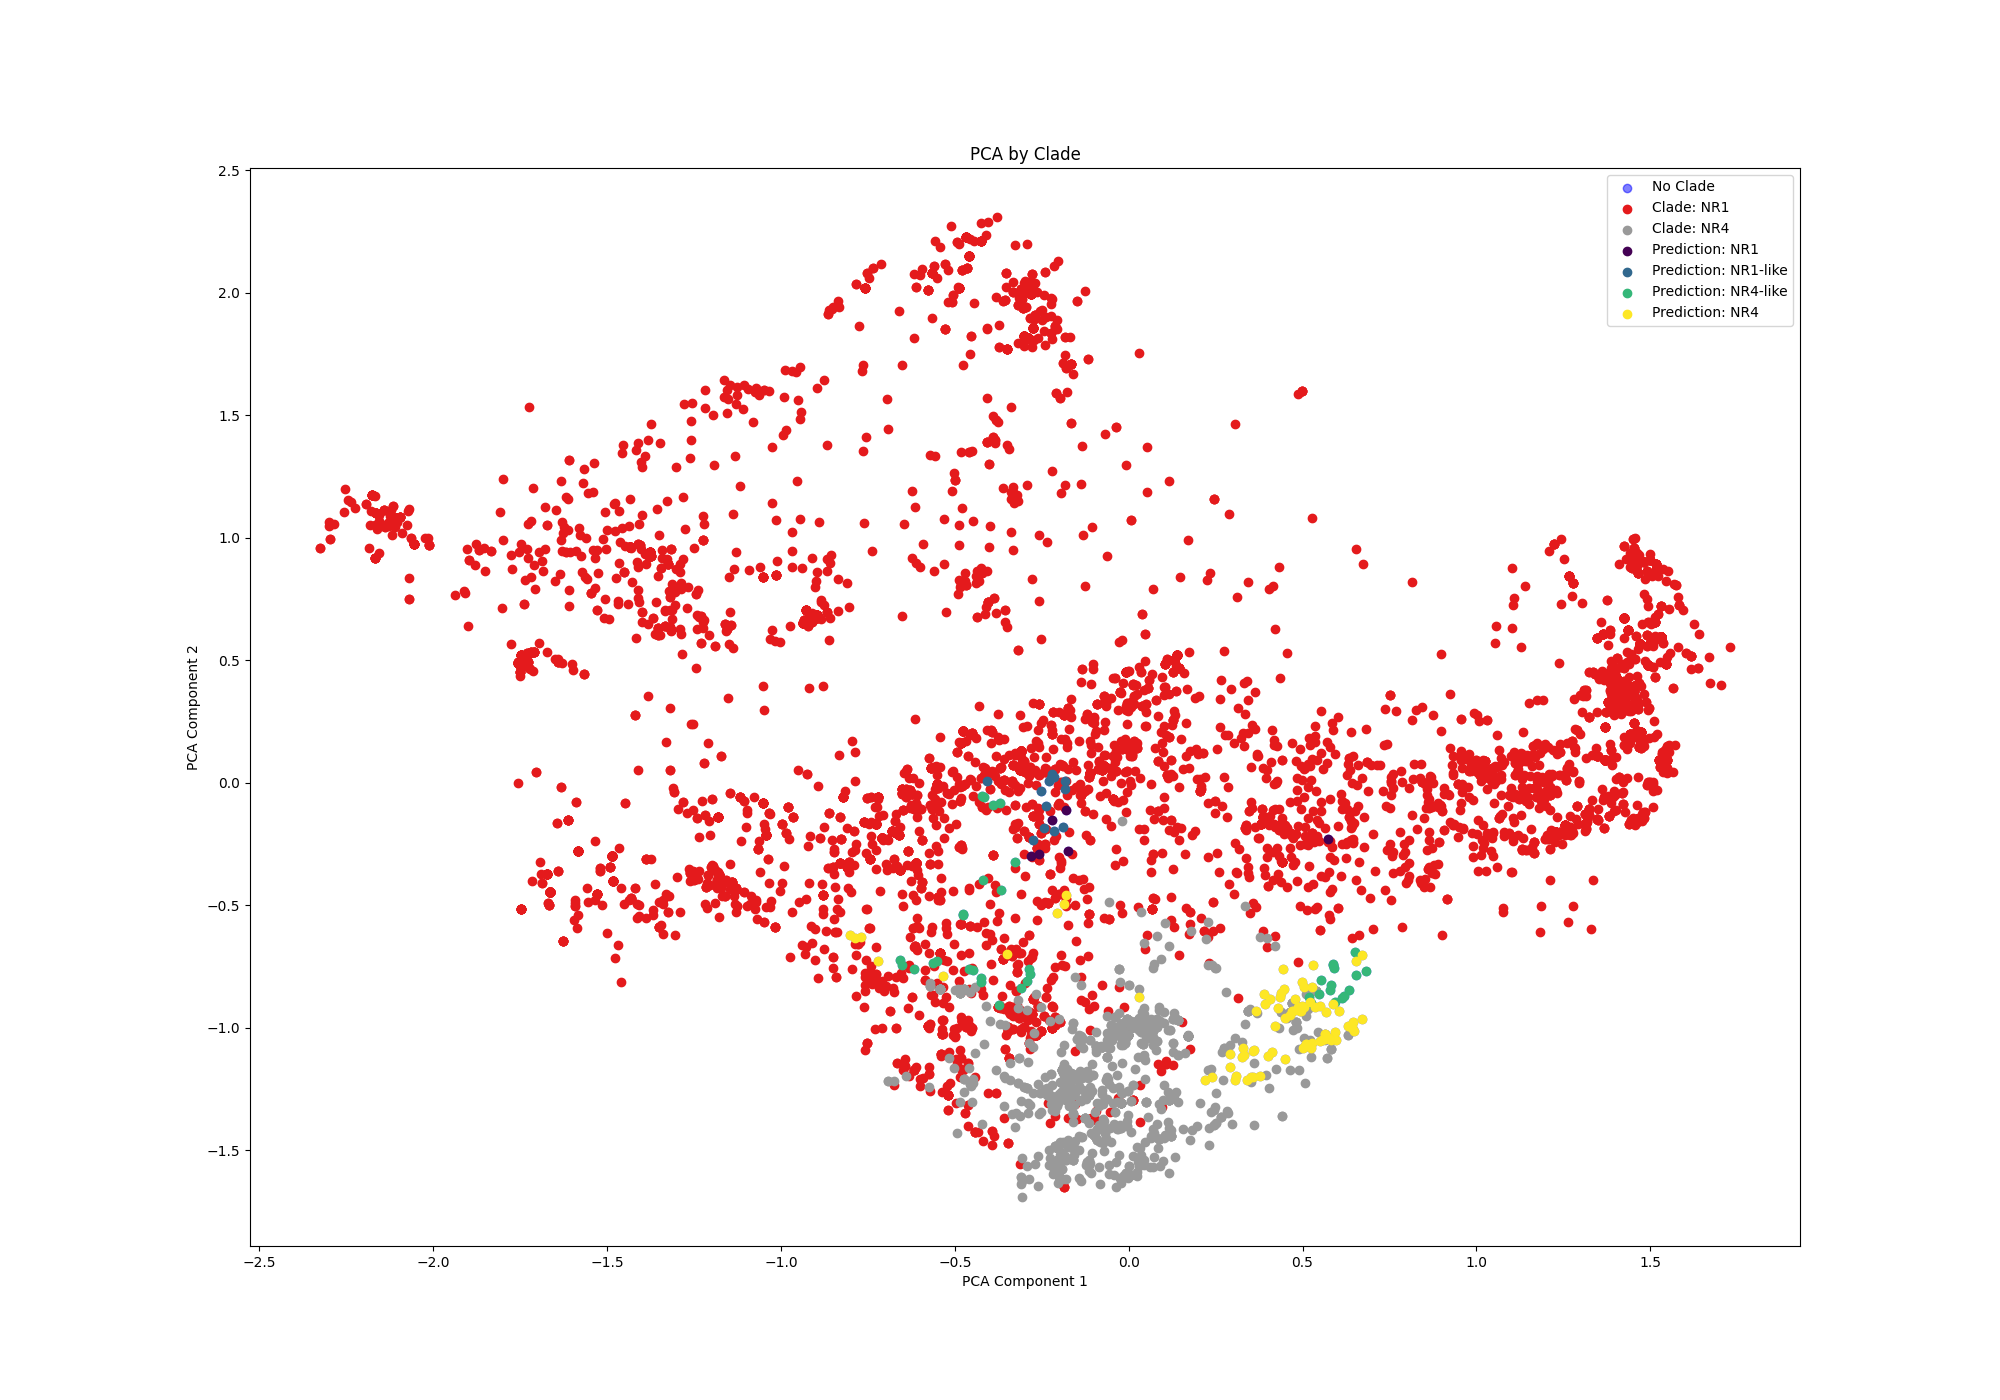 PCA by Clade
No Clade
Clade: NR1
Clade: NR4
Prediction: NR1
Prediction: NR1-like
Prediction: NR4-like
Prediction: NR4
2.5
2.0
1.5
1.0
0.5
0.0
−0.5
−1.0
−1.5
PCA Component 2
−2.5 −2.0 −1.5 −1.0 −0.5 0.0 0.5 1.0 1.5
PCA Component 1